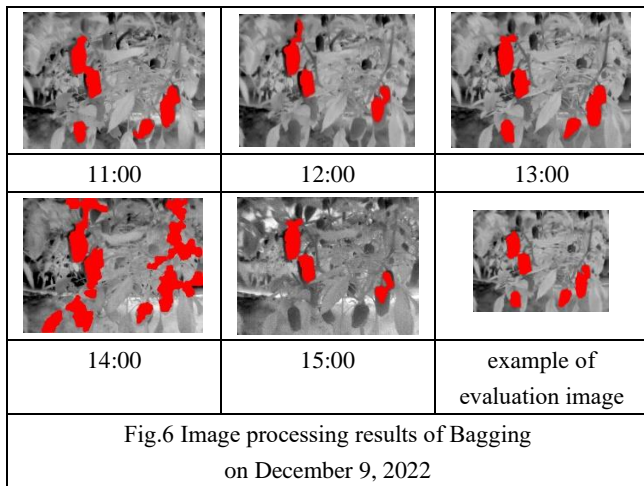 11:00
12:00
13:00
14:00
15:00
example of
evaluation image
Fig.6 Image processing results of Bagging
on December 9, 2022